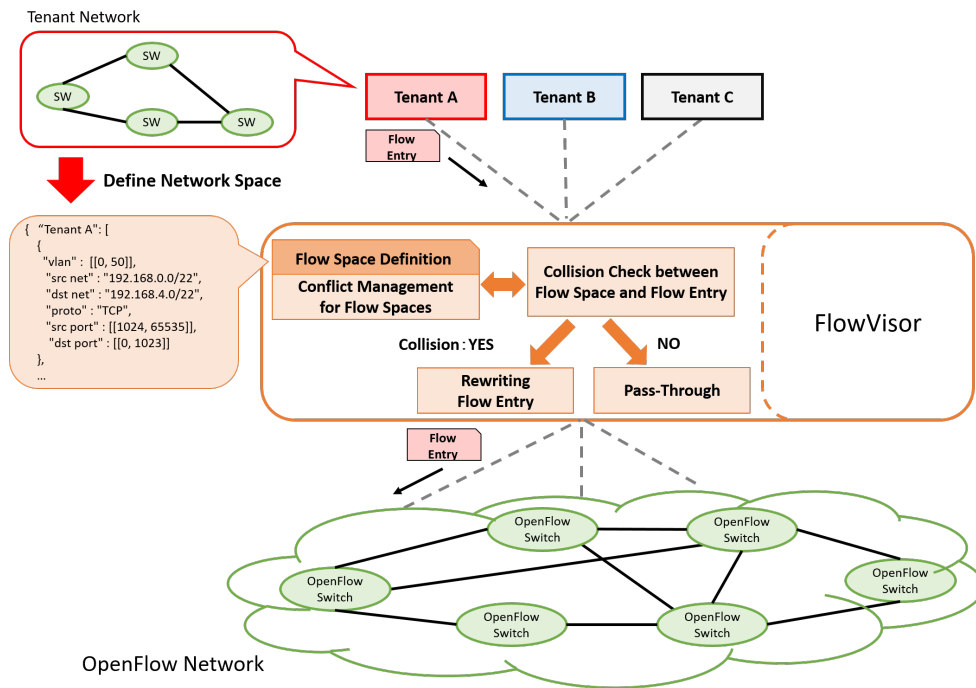 Tenant Network
SW
SW
SW
SW
Tenant A
Tenant B
Tenant C
Flow
Entry
Define Network Space
{ “Tenant A": [
{
"vlan" : [[0, 50]],
"src net" : "192.168.0.0/22",
"dst net" : "192.168.4.0/22",
"proto" : "TCP",
"src port" : [[1024, 65535]],
"dst port" : [[0, 1023]]
},
...
Flow Space Definition
Conflict Management
for Flow Spaces
Collision Check between
Flow Space and Flow Entry
Collision : YES
NO
Rewriting
Flow Entry
Pass-Through
FlowVisor
Flow
Entry
OpenFlow
Switch
OpenFlow
Switch
OpenFlow
Switch
OpenFlow
Switch
OpenFlow
Switch
OpenFlow
Switch
OpenFlow Network